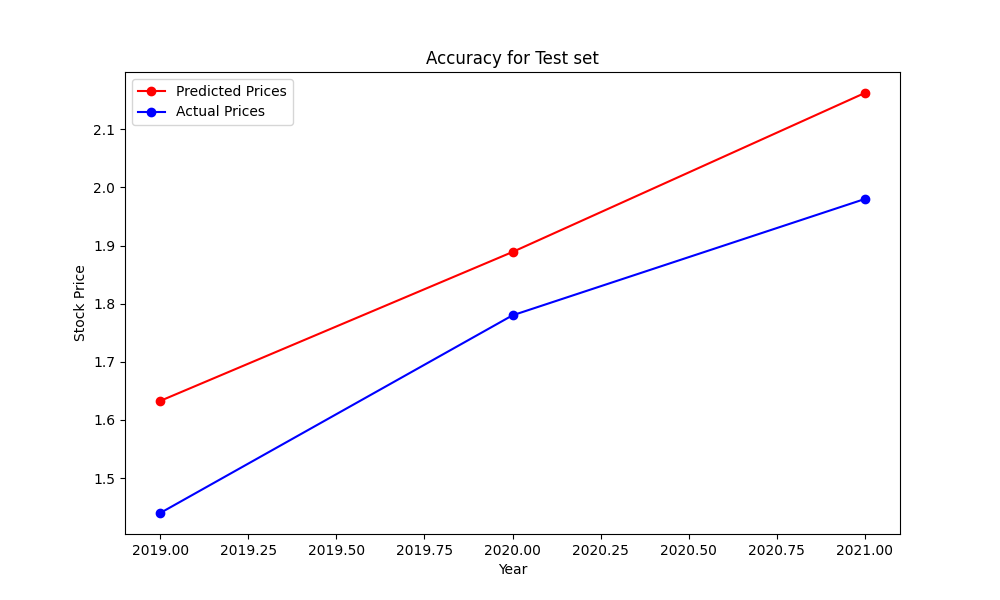 Accuracy for Test set
Predicted Prices
Actual Prices
2.1
2.0
1.9
1.8
1.7
1.6
1.5
Stock Price
2019.00 2019.25 2019.50 2019.75 2020.00 2020.25 2020.50 2020.75 2021.00
Year